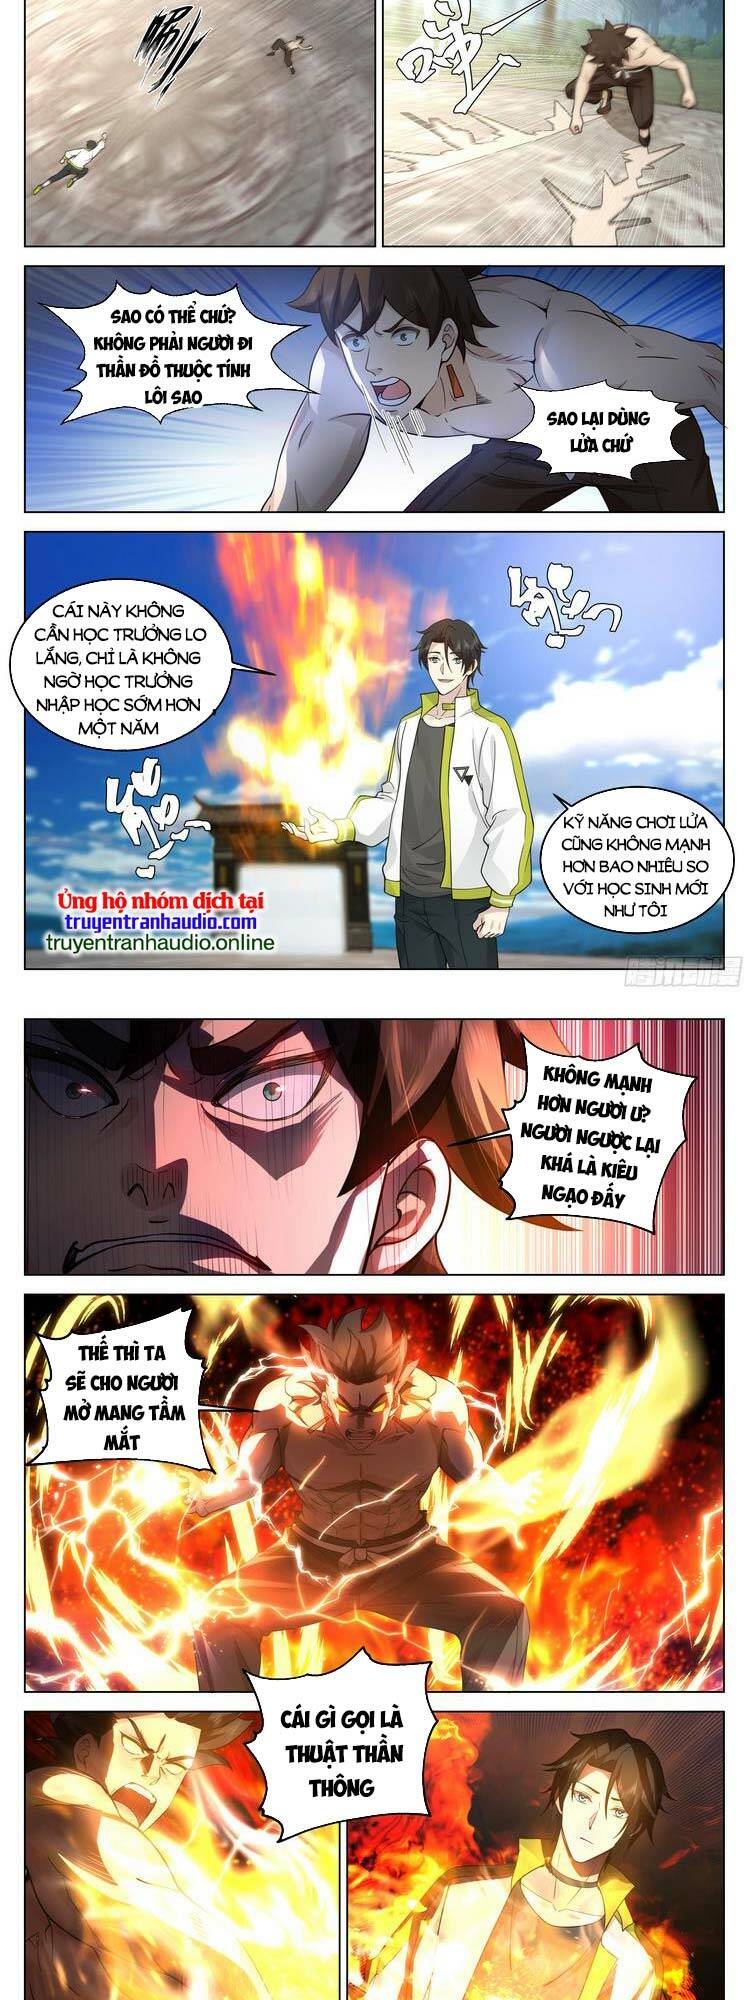 嘭
SAO CÓ THỂ CHỨ?
KHÔNG PHẢI NGƯƠI ĐI
THẦN ĐỒ THUỘC TÍNH
LÔI SAO
SAO LẠI DÙNG
LỬA CHỨ
CÁI NÀY KHÔNG
CẦN HỌC TRƯỞNG LO
LẮNG, CHỈ LÀ KHÔNG
NGỜ HỌC TRƯỞNG
NHẬP HỌC SỚM HƠN
MỘT NĂM
KỸ NĂNG CHƠI LỬA
CŨNG KHÔNG MẠNH
HƠN BAO NHIÊU SO
VỚI HỌC SINH MỚI
NHƯ TÔI
Ủng hộ nhóm dịch tại
truyentranhaudio.com
truyentranhaudio.online
KHÔNG MẠNH
HƠN NGƯƠI Ư?
NGƯƠI NGƯỢC LẠI
KHÁ LÀ KIÊU
NGẠO ĐẤY
THẾ THÌ TA
SẼ CHO NGƯƠI
MỞ MANG TẦM
MẮT
CÁI GÌ GỌI LÀ
THUẬT THẦN
THÔNG